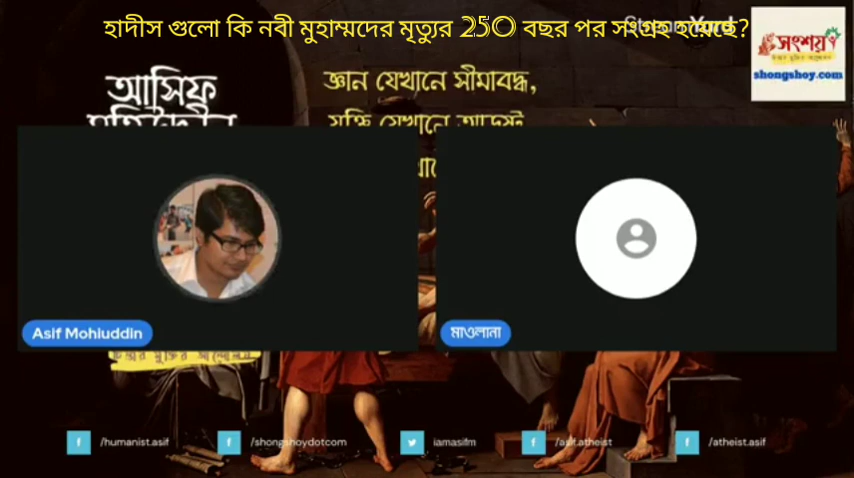 হাদীস গুলো কি নবী মুহাম্মদের মৃত্যুর 250 বছর পর সংগ্রহ হয়েছে?
সংশয়
shongshoy.com
আসিফ
জ্ঞান যেখানে সীমাবদ্ধ,
যুক্তি যেখানে আড়ষ্ট
Asif Mohiuddin
মাওলানা
/humanist.asif
/shongshoydotcom
iamasifm
/asif.atheist
/atheist.asif